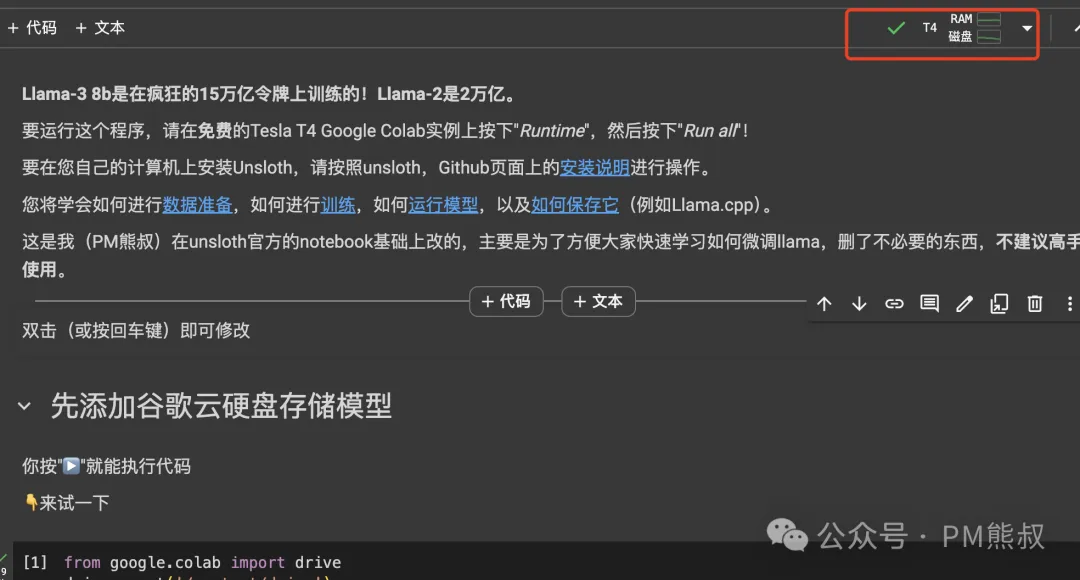 + 代码 + 文本
T4 RAM
磁盘
Llama-3 8b是在疯狂的15万亿令牌上训练的！Llama-2是2万亿。
要运行这个程序，请在免费的Tesla T4 Google Colab实例上按下"Runtime"，然后按下"Run all"！
要在您自己的计算机上安装Unsloth，请按照unsloth，Github页面上的安装说明进行操作。
您将学会如何进行数据准备，如何进行训练，如何运行模型，以及如何保存它（例如Llama.cpp）。
这是我（PM熊叔）在unsloth官方的notebook基础上改的，主要是为了方便大家快速学习如何微调llama，删了不必要的东西，不建议高手
使用。
+ 代码 + 文本
双击（或按回车键）即可修改
先添加谷歌云硬盘存储模型
你按"▶"就能执行代码
👇来试一下
公众号 · PM熊叔
[1] from google.colab import drive